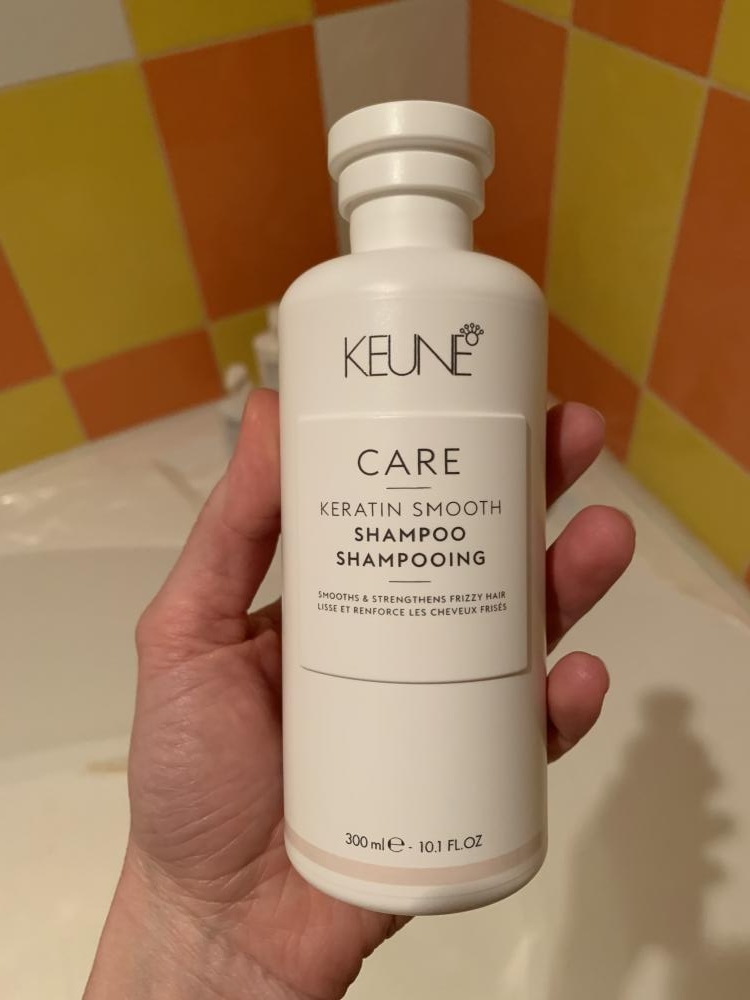 KEUNE
CARE
KERATIN SMOOTH
SHAMPOO
SHAMPOOING
SMOOTHS & STRENGTHENS FRIZZY HAIR
LISSE ET RENFORCE LES CHEVEUX FRISÉS
300 ml e - 10.1 FL.OZ